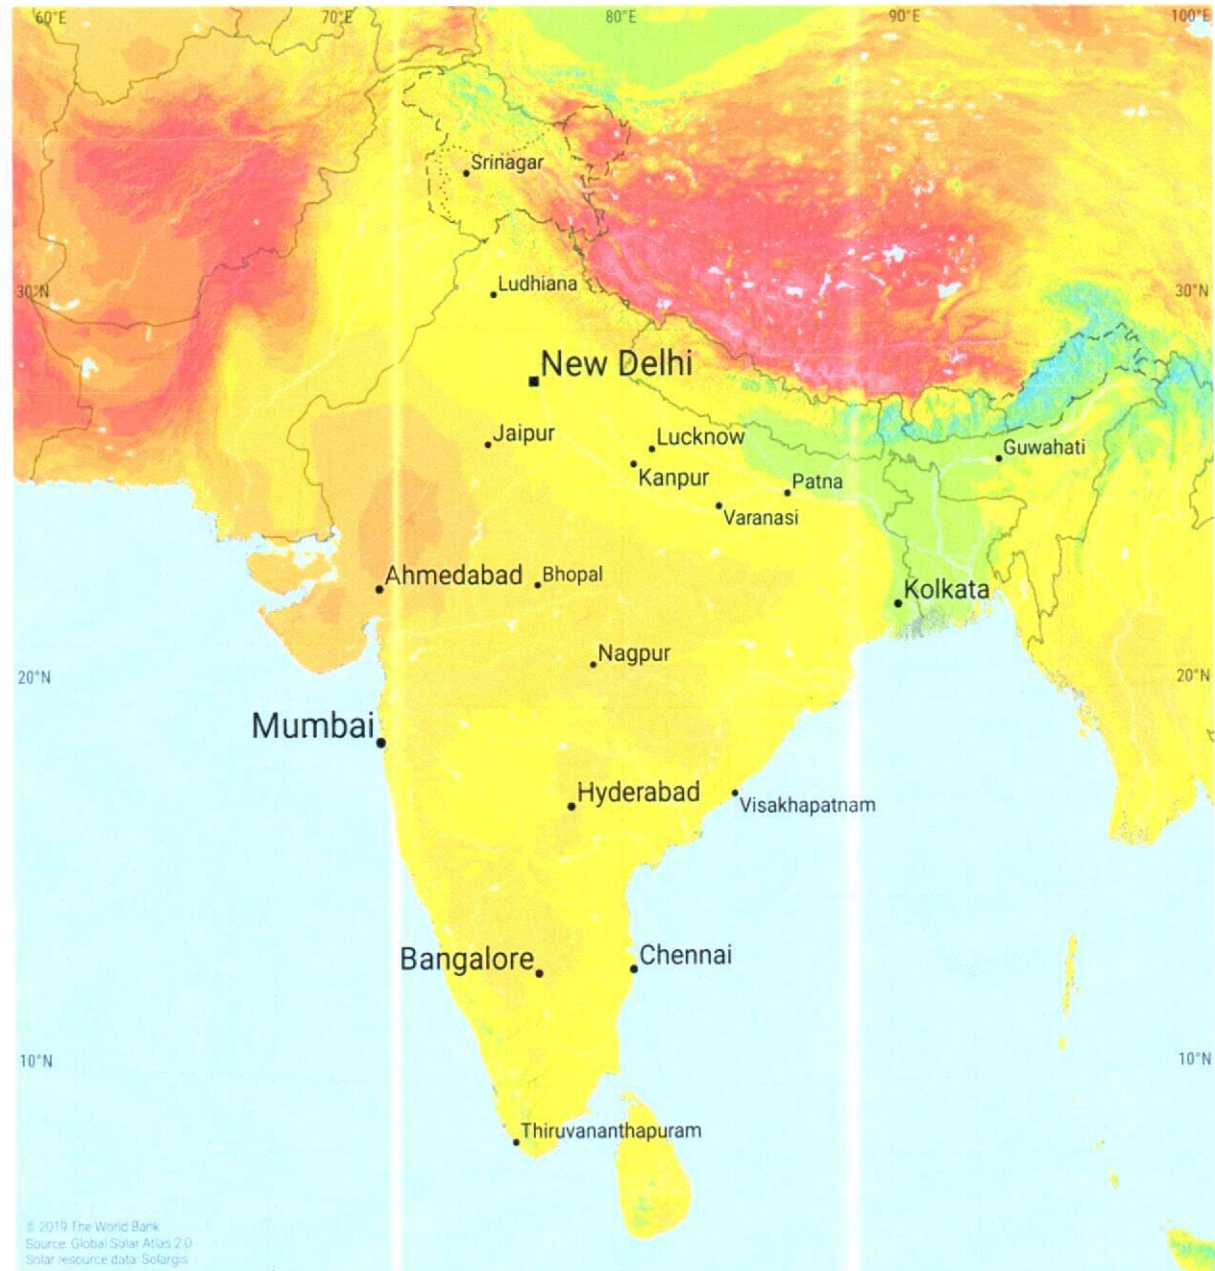 60°E
70°E
80°E
90°E
100°E
Srinagar
30°N
Ludhiana
30°N
New Delhi
Jaipur
Lucknow
Guwahati
Kanpur
Patna
Varanasi
Ahmedabad
Bhopal
Kolkata
Nagpur
20°N
20°N
Mumbai
Hyderabad
Visakhapatnam
Bangalore
Chennai
10°N
10°N
Thiruvananthapuram
© 2019 The World Bank
Source: Global Solar Atlas 2.0
Solar resource data: Solargis